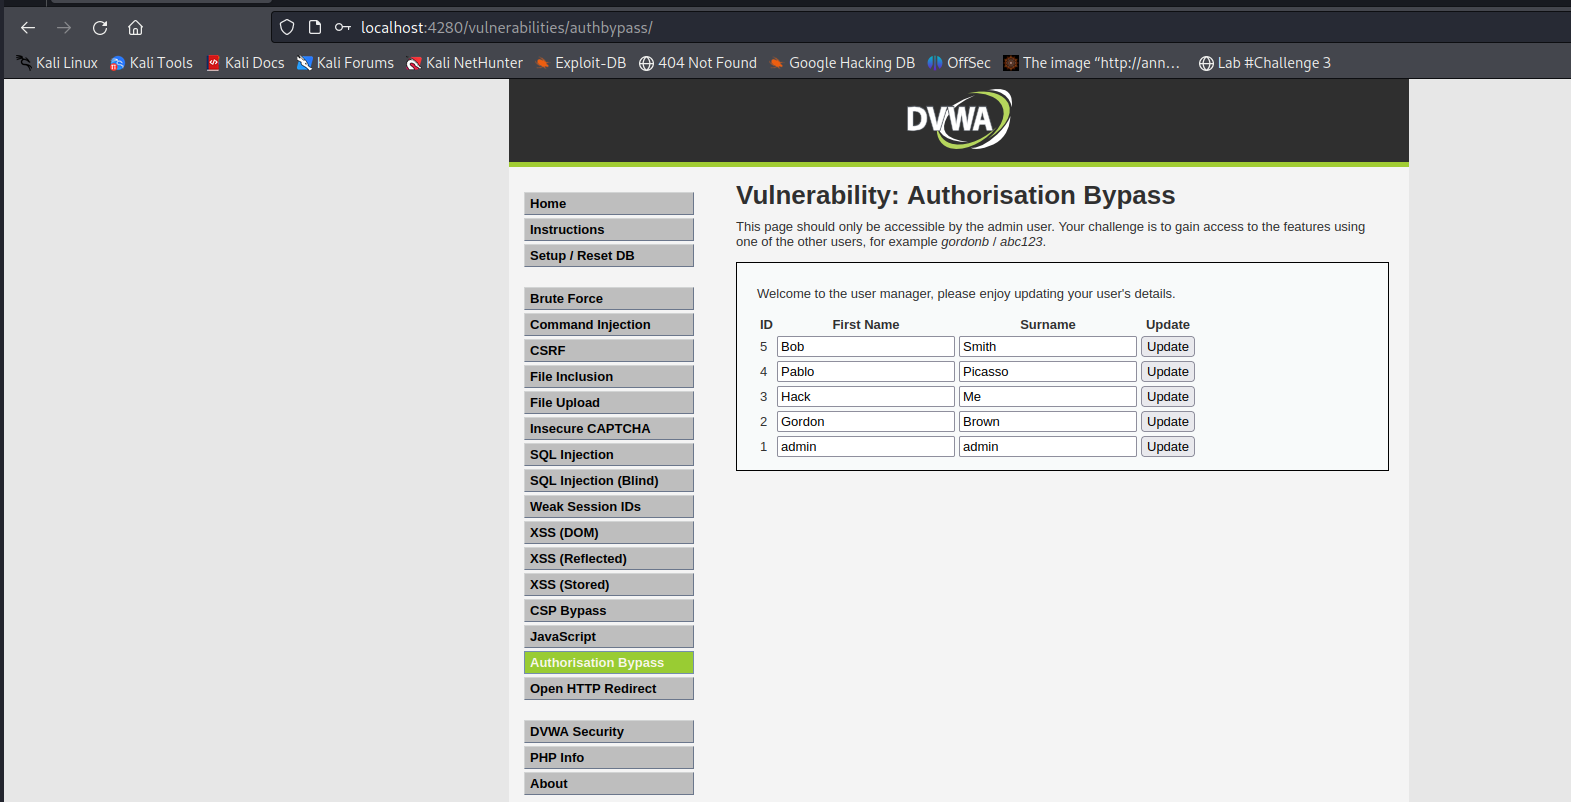 localhost:4280/vulnerabilities/authbypass/
Kali Linux Kali Tools Kali Docs Kali Forums Kali NetHunter Exploit-DB 404 Not Found Google Hacking DB OffSec The image “http://ann… Lab #Challenge 3
DVWA
Home
Instructions
Setup / Reset DB
Brute Force
Command Injection
CSRF
File Inclusion
File Upload
Insecure CAPTCHA
SQL Injection
SQL Injection (Blind)
Weak Session IDs
XSS (DOM)
XSS (Reflected)
XSS (Stored)
CSP Bypass
JavaScript
Authorisation Bypass
Open HTTP Redirect
DVWA Security
PHP Info
About
Vulnerability: Authorisation Bypass
This page should only be accessible by the admin user. Your challenge is to gain access to the features using
one of the other users, for example gordonb / abc123.
Welcome to the user manager, please enjoy updating your user's details.
ID First Name Surname Update
5 Bob Smith Update
4 Pablo Picasso Update
3 Hack Me Update
2 Gordon Brown Update
1 admin admin Update